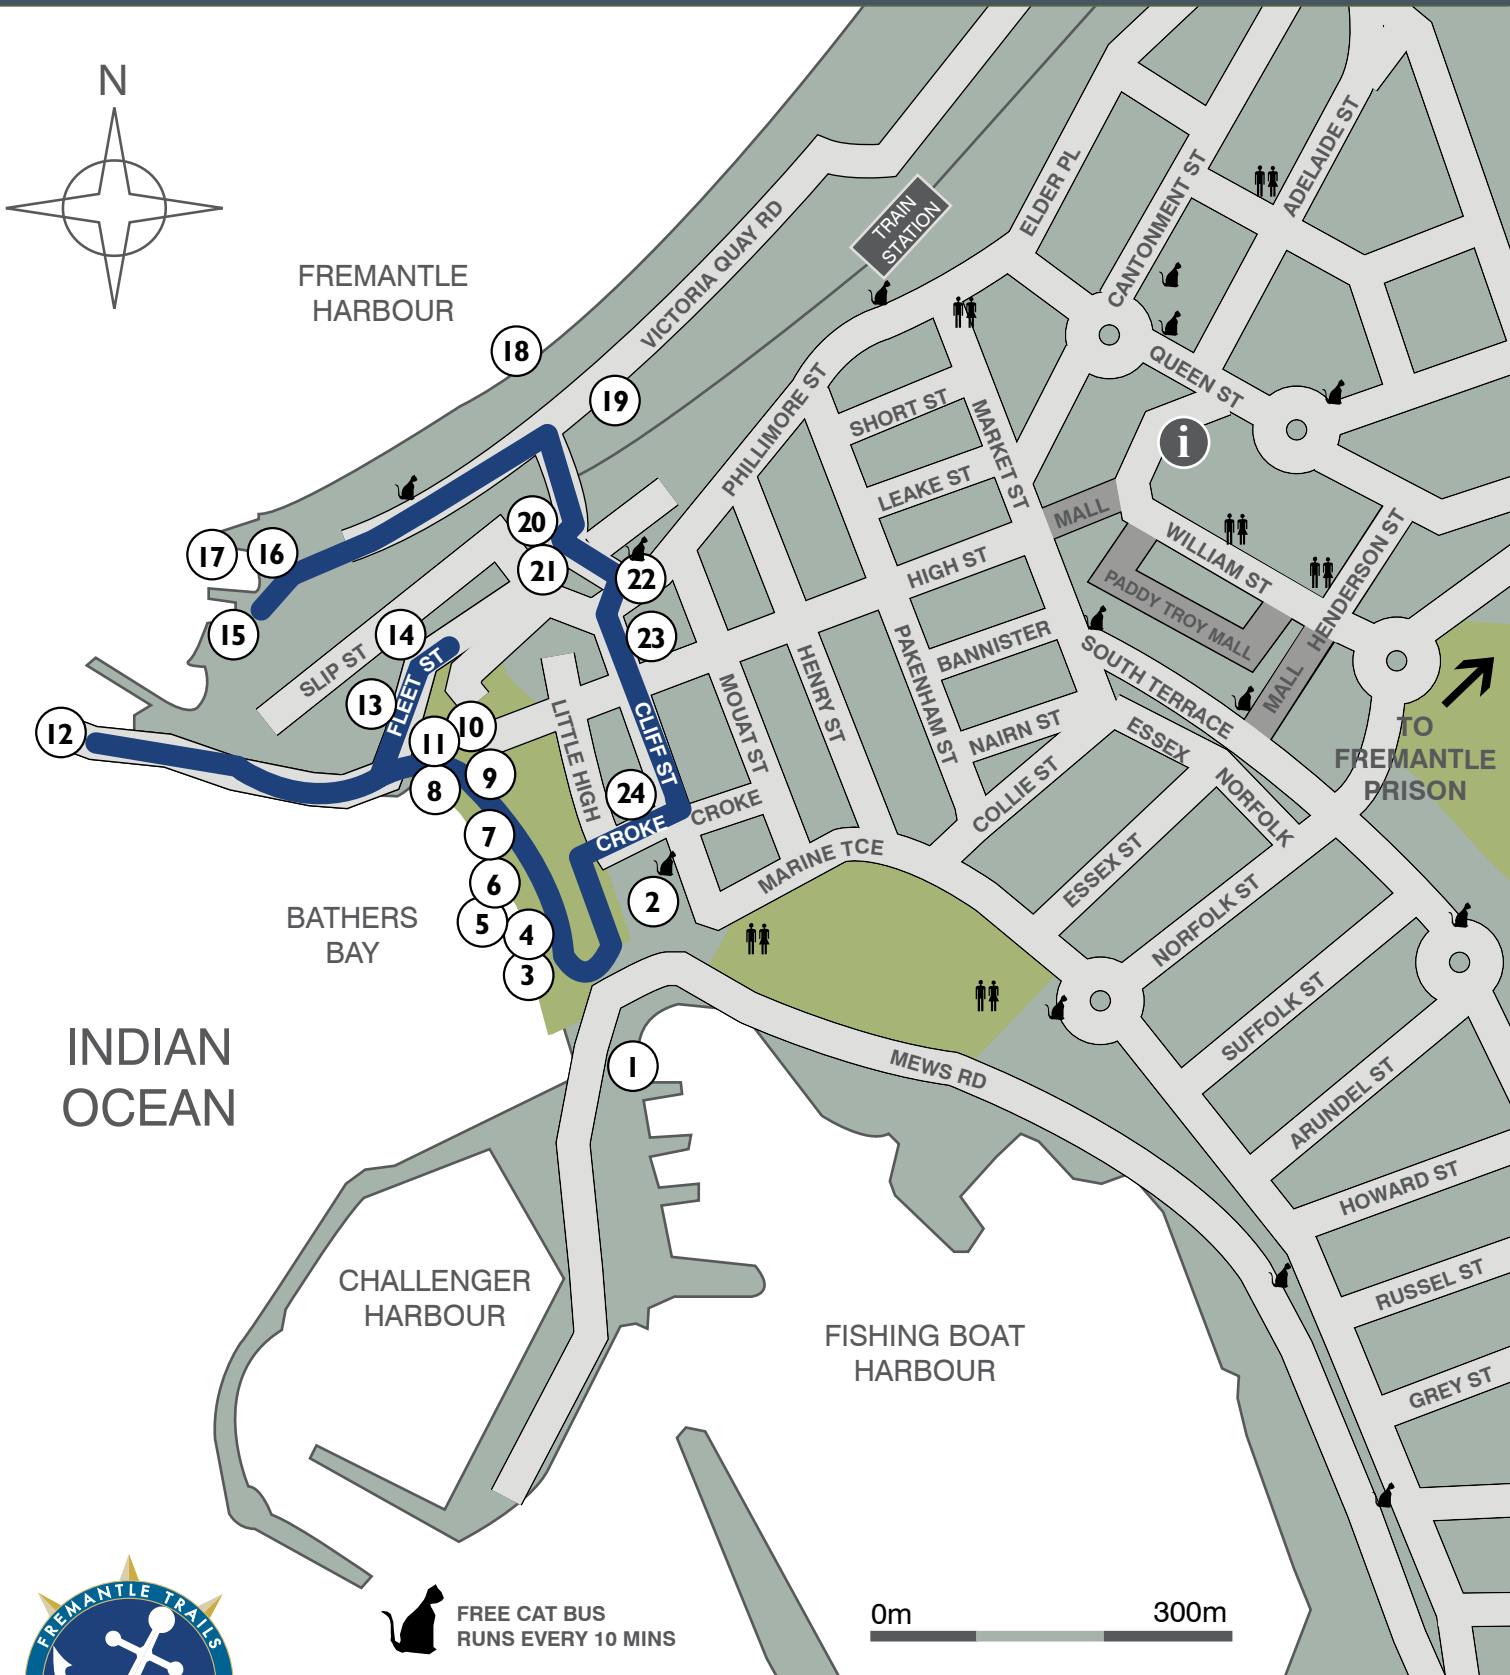 N
FREMANTLE
HARBOUR
VICTORIA QUAY RD
TRAIN
STATION
ELDER PL
CANTONMENT ST
ADELAIDE ST
18
19
PHILLIMORE ST
SHORT ST
MARKET ST
QUEEN ST
i
LEAKE ST
MALL
WILLIAM ST
HENDERSON ST
PADDY TROY MALL
MALL
HIGH ST
20
21
22
23
17
16
15
14
SLIP ST
FLEET ST
13
12
11
10
8
9
7
6
5
4
3
24
2
1
LITTLE HIGH
CLIFF ST
CROKE
CROKE
MOUAT ST
HENRY ST
PAKENHAM ST
BANNISTER
NAIRN ST
SOUTH TERRACE
ESSEX
NORFOLK
COLLIE ST
ESSEX ST
NORFOLK ST
MARINE TCE
TO
FREMANTLE
PRISON
BATHERS
BAY
INDIAN
OCEAN
MEWS RD
SUFFOLK ST
ARUNDEL ST
HOWARD ST
RUSSEL ST
GREY ST
CHALLENGER
HARBOUR
FISHING BOAT
HARBOUR
FREMANTLE TRAILS
FREE CAT BUS
RUNS EVERY 10 MINS
0m
300m